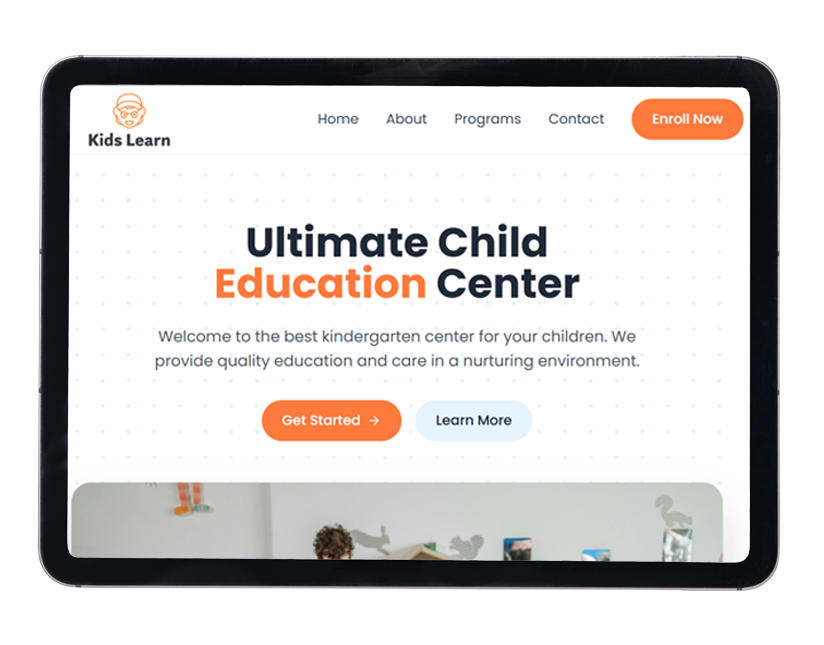 Kids Learn
Home About Programs Contact Enroll Now
Ultimate Child
Education Center
Welcome to the best kindergarten center for your children. We
provide quality education and care in a nurturing environment.
Get Started → Learn More